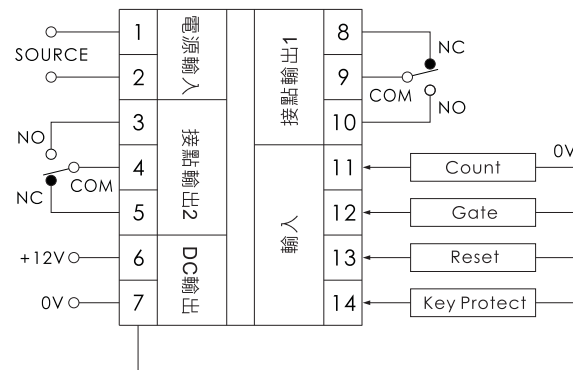 SOURCE
1
2
3
4
5
6
7
電源輸入
接點輸出2
DC輸出
NO
COM
NC
+12V
0V
接點輸出1
輸入
8
9
10
11
12
13
14
NC
COM
NO
0V
Count
Gate
Reset
Key Protect